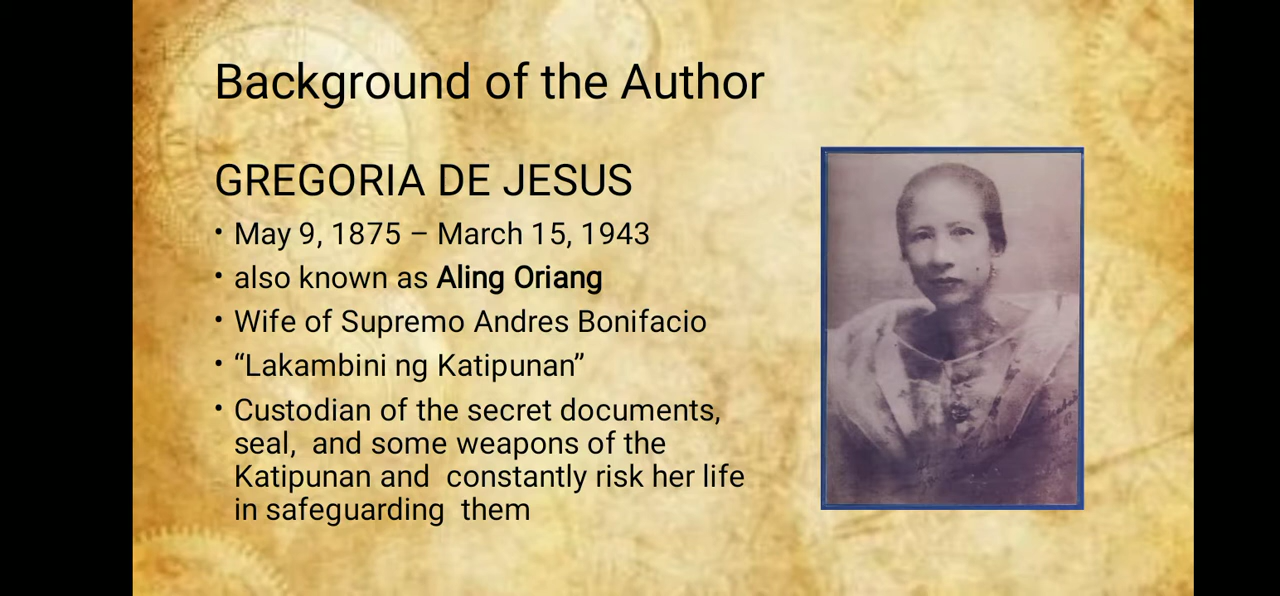 Background of the Author
GREGORIA DE JESUS
• May 9, 1875 – March 15, 1943
• also known as Aling Oriang
• Wife of Supremo Andres Bonifacio
• “Lakambini ng Katipunan”
• Custodian of the secret documents,
seal,  and some weapons of the
Katipunan and  constantly risk her life
in safeguarding  them